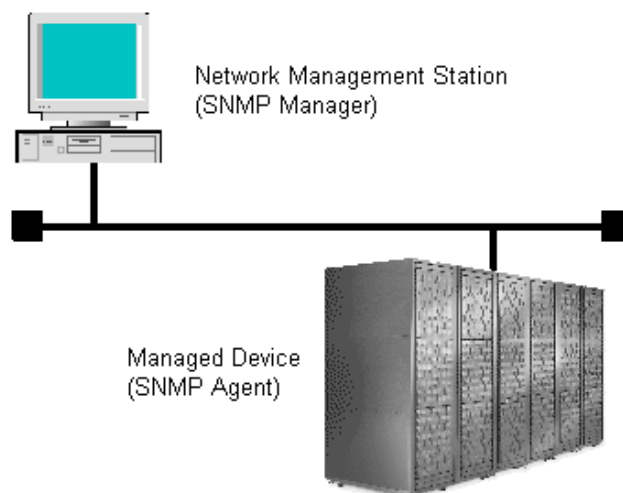 Network Management Station
(SNMP Manager)
Managed Device
(SNMP Agent)